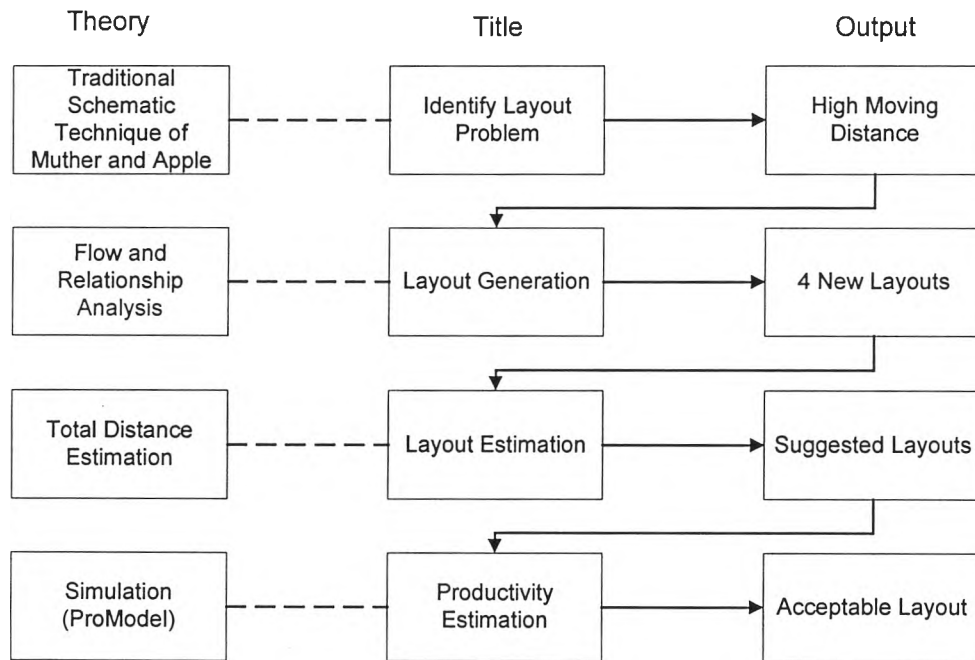 Theory
Title
Output
Traditional
Schematic
Technique of
Muther and Apple
Identify Layout
Problem
High Moving
Distance
Flow and
Relationship
Analysis
Layout Generation
4 New Layouts
Total Distance
Estimation
Layout Estimation
Suggested Layouts
Simulation
(ProModel)
Productivity
Estimation
Acceptable Layout